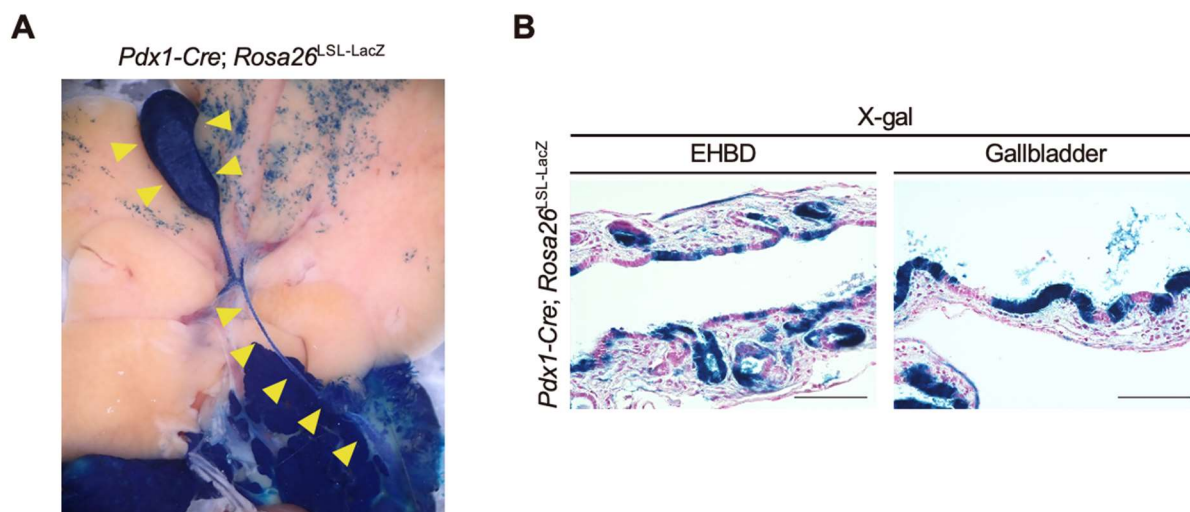 A
Pdx1-Cre; Rosa26LSL-LacZ
B
X-gal
EHBD
Gallbladder
Pdx1-Cre; Rosa26LSL-LacZ